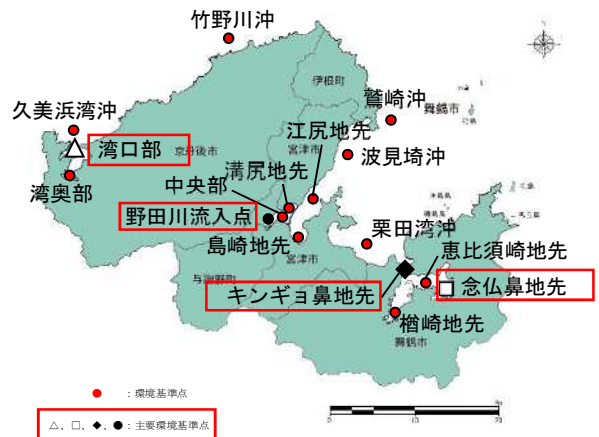 竹野川沖
伊根町
鷲崎沖
舞鶴市
久美浜湾沖
江尻地先
湾口部
京丹後市
宮津市
波見埼沖
溝尻地先
中央部
湾奥部
野田川流入点
栗田湾沖
島崎地先
宮津市
恵比須崎地先
与謝野町
キンギョ鼻地先
念仏鼻地先
楢崎地先
舞鶴市
● ：環境基準点
△、□、◆、●：主要環境基準点
0 10 20